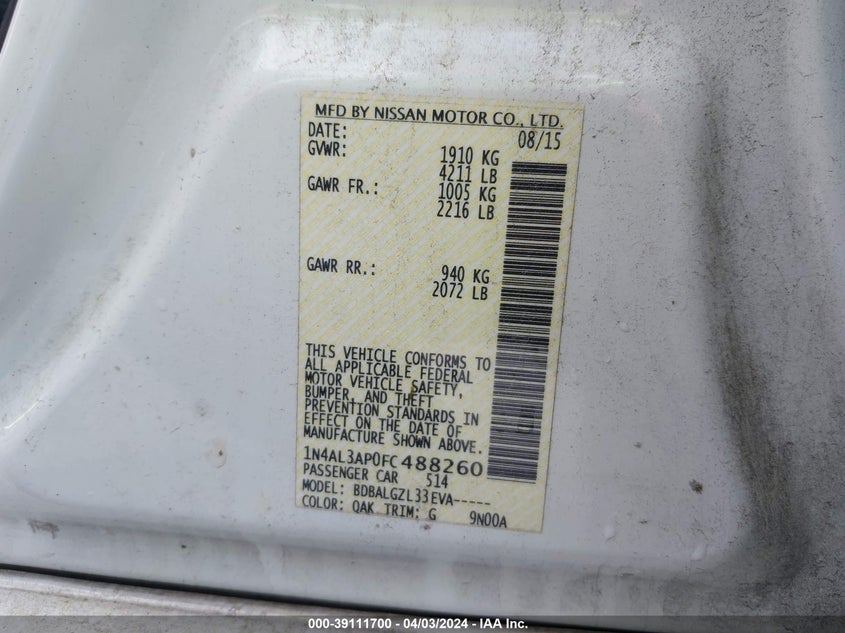 MFD BY NISSAN MOTOR CO., LTD.
DATE: 08/15
GVWR: 1910 KG
4211 LB
GAWR FR.: 1005 KG
2216 LB
GAWR RR.: 940 KG
2072 LB
THIS VEHICLE CONFORMS TO
ALL APPLICABLE FEDERAL
MOTOR VEHICLE SAFETY,
BUMPER, AND THEFT
PREVENTION STANDARDS IN
EFFECT ON THE DATE OF
MANUFACTURE SHOWN ABOVE.
1N4AL3AP0FC488260
PASSENGER CAR 514
MODEL: BDBALGZL33EVA-----
COLOR: QAK TRIM: G 9N00A
000-39111700 - 04/03/2024 - IAA Inc.